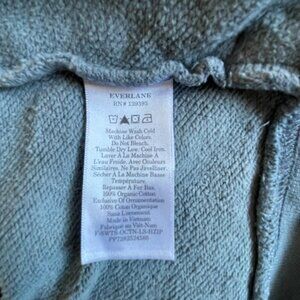 EVERLANE
RN# 139395
Machine Wash Cold
With Like Colors.
Do Not Bleach.
Tumble Dry Low. Cool Iron.
Laver A La Machine A
L'eau Froide. Avec Couleurs
Similaires. Ne Pas Javelliser.
Séchage A La Machine Basse
Température.
Repasser A Fer Bas.
100% Organic Cotton
Exclusive Of Ornamentation
100% Coton Organique
Sans L'ornement
Made in Vietnam
Fabriqué au Viêt-Nam